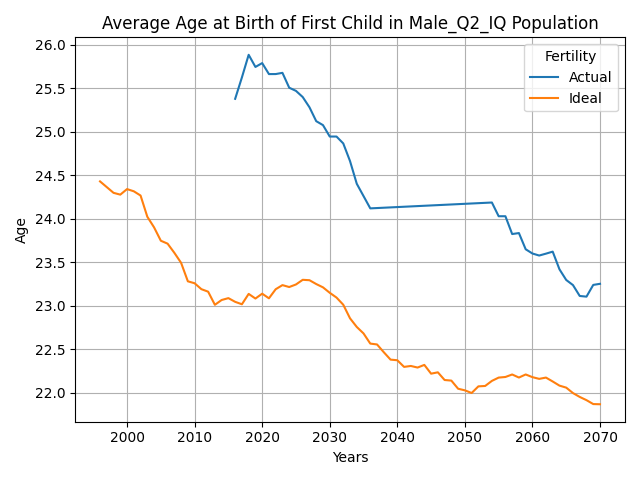 Average Age at Birth of First Child in Male_Q2_IQ Population
Fertility
Actual
Ideal
26.0
25.5
25.0
24.5
24.0
23.5
23.0
22.5
22.0
Age
2000 2010 2020 2030 2040 2050 2060 2070
Years